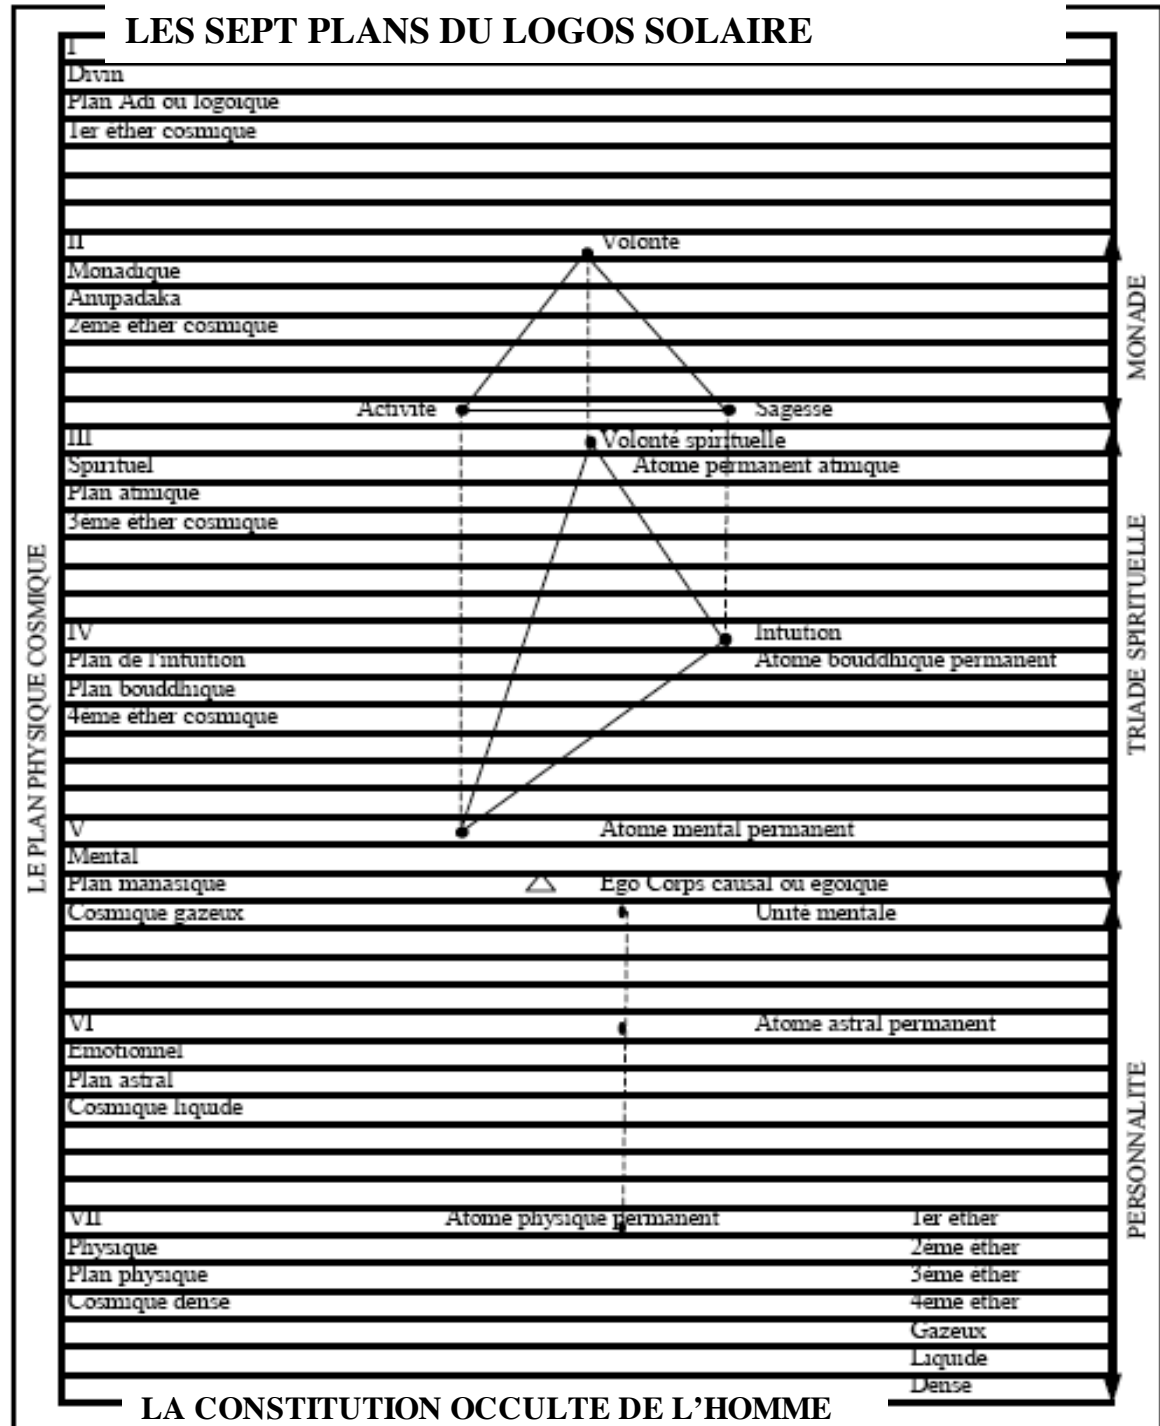 LES SEPT PLANS DU LOGOS SOLAIRE
I
Divin
Plan Adi ou logoïque
1er éther cosmique
II Volonté
Monadique
Anupadaka
2ème éther cosmique
Activité Sagesse
III Volonté spirituelle
Spirituel Atome permanent atmique
Plan atmique
3ème éther cosmique
IV Intuition
Plan de l'intuition Atome bouddhique permanent
Plan bouddhique
4ème éther cosmique
V Atome mental permanent
Mental
Plan manasique Ego Corps causal ou égoïque
Cosmique gazeux Unité mentale
VI Atome astral permanent
Emotionnel
Plan astral
Cosmique liquide
VII Atome physique permanent 1er éther
Physique 2ème éther
Plan physique 3ème éther
Cosmique dense 4ème éther
Gazeux
Liquide
Dense
LE PLAN PHYSIQUE COSMIQUE
MONADE
TRIADE SPIRITUELLE
PERSONNALITE
LA CONSTITUTION OCCULTE DE L'HOMME